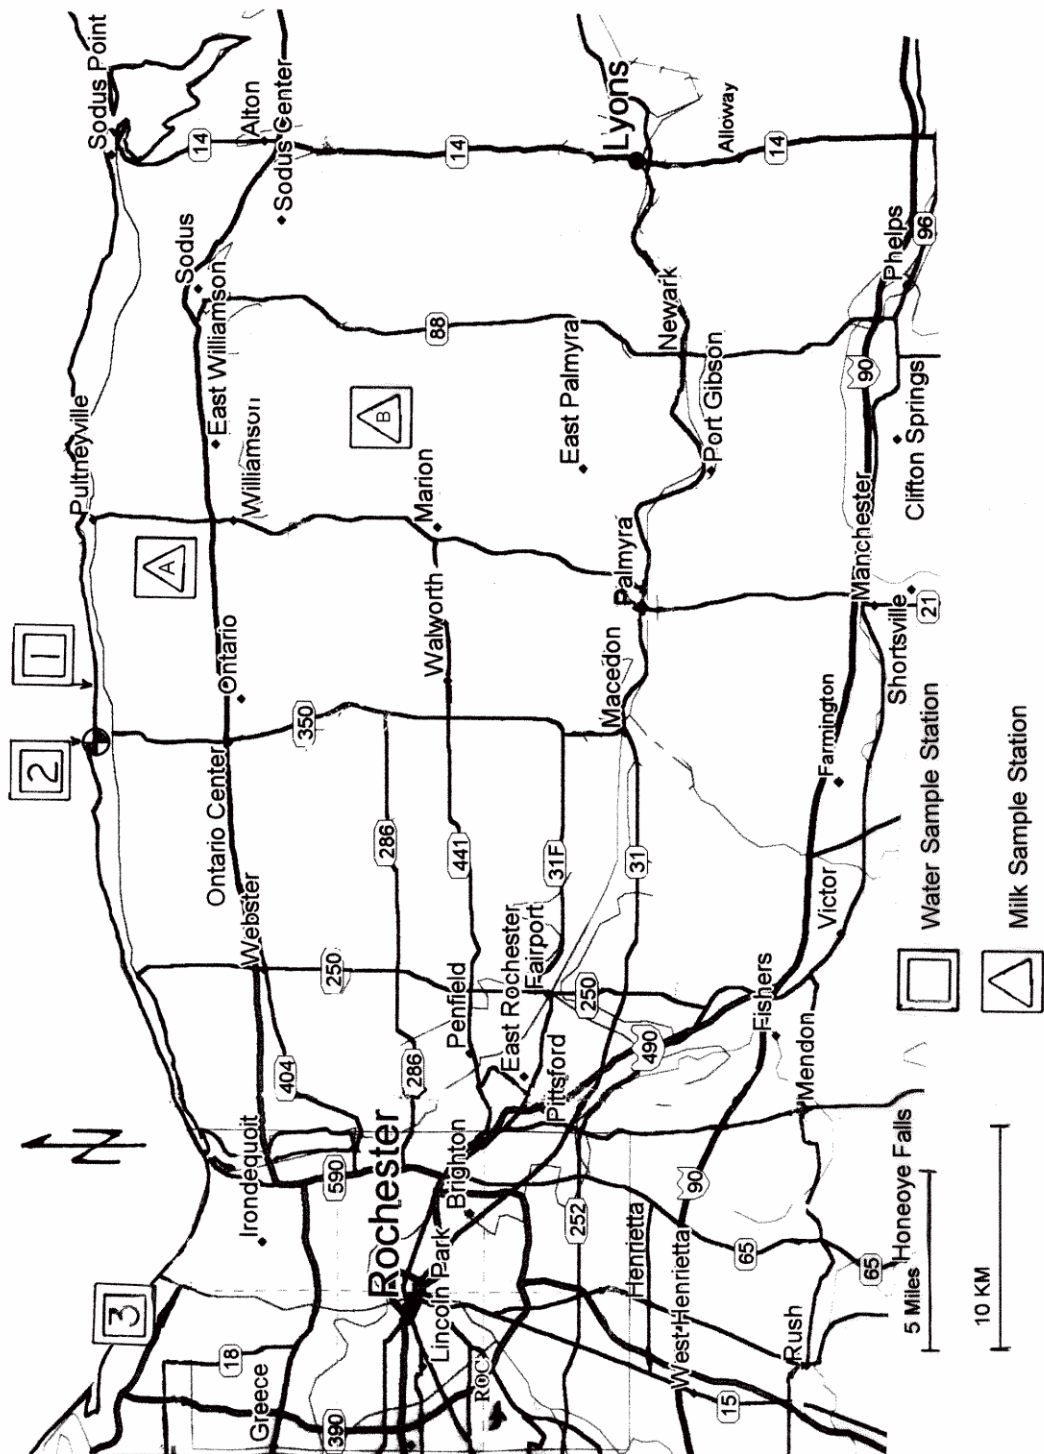 Sodus Point
14
Alton
Sodus Center
Sodus Center
14
Lyons
Alloway
14
Sodus
Phelps
96
East Williamson
88
Newark
Pultneyville
Williamson
B
East Palmyra
Port Gibson
90
Clifton Springs
A
Marion
Palmyra
Manchester
1
Ontario
Walworth
Macedon
Shortsville
21
2
350
Farmington
Ontario Center
286
441
31F
31
Victor
Webster
250
Penfield
East Rochester
Fairport
250
Fishers
404
286
Pittsford
490
Mendon
N
Irondequoit
590
Rochester
Brighton
252
90
Honeoye Falls
3
Lincoln Park
Henrietta
West Henrietta
65
65
18
Greece
390
ROC
15
Rush
Water Sample Station
Milk Sample Station
5 Miles
10 KM